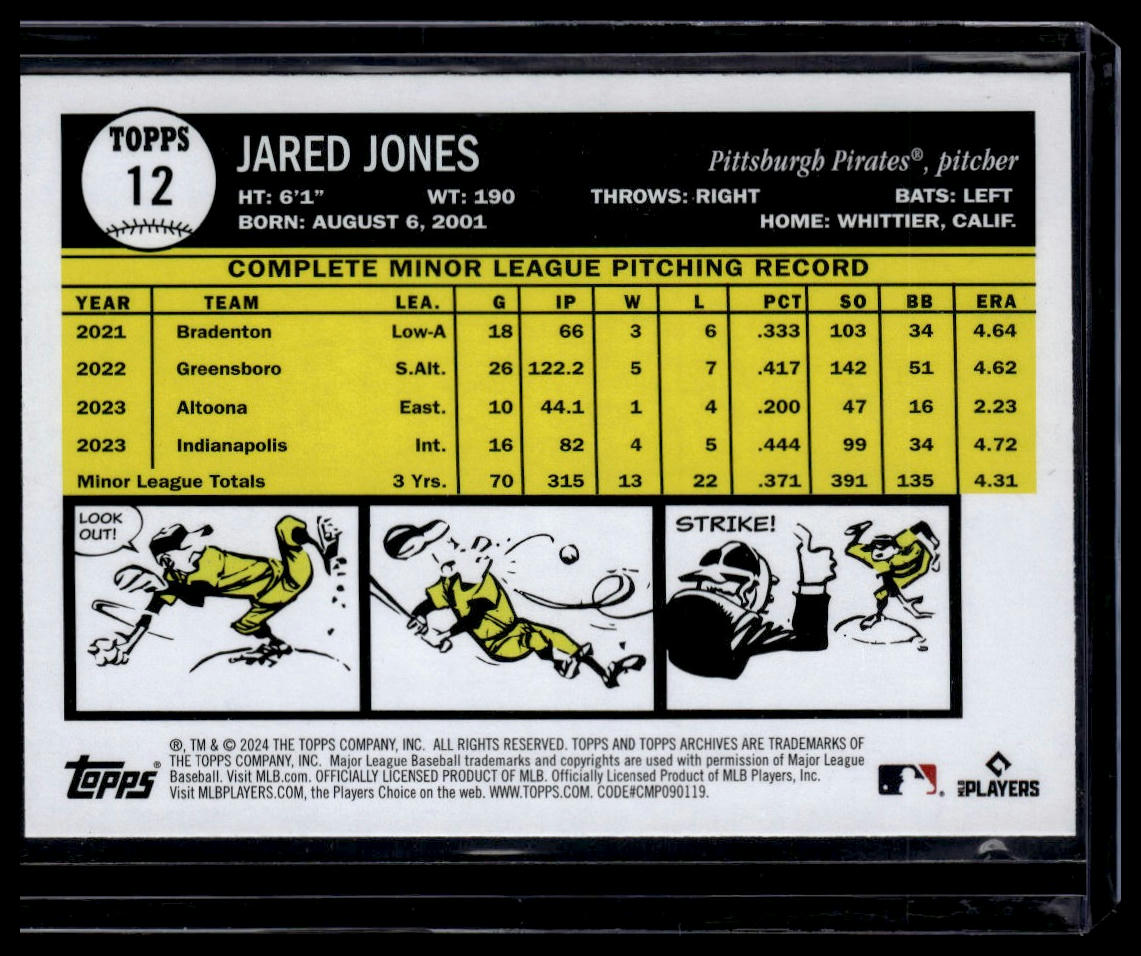 TOPPS
12
JARED JONES
Pittsburgh Pirates®, pitcher
HT: 6'1" WT: 190 THROWS: RIGHT BATS: LEFT
BORN: AUGUST 6, 2001 HOME: WHITTIER, CALIF.
COMPLETE MINOR LEAGUE PITCHING RECORD
YEAR TEAM LEA. G IP W L PCT SO BB ERA
2021 Bradenton Low-A 18 66 3 6 .333 103 34 4.64
2022 Greensboro S.Alt. 26 122.2 5 7 .417 142 51 4.62
2023 Altoona East. 10 44.1 1 4 .200 47 16 2.23
2023 Indianapolis Int. 16 82 4 5 .444 99 34 4.72
Minor League Totals 3 Yrs. 70 315 13 22 .371 391 135 4.31
LOOK
OUT!
STRIKE!
®, TM & © 2024 THE TOPPS COMPANY, INC. ALL RIGHTS RESERVED. TOPPS AND TOPPS ARCHIVES ARE TRADEMARKS OF
THE TOPPS COMPANY, INC. Major League Baseball trademarks and copyrights are used with permission of Major League
Baseball. Visit MLB.com. OFFICIALLY LICENSED PRODUCT OF MLB. Officially Licensed Product of MLB Players, Inc.
Visit MLBPLAYERS.COM, the Players Choice on the web. WWW.TOPPS.COM. CODE#CMP090119.
Topps®
MLB PLAYERS